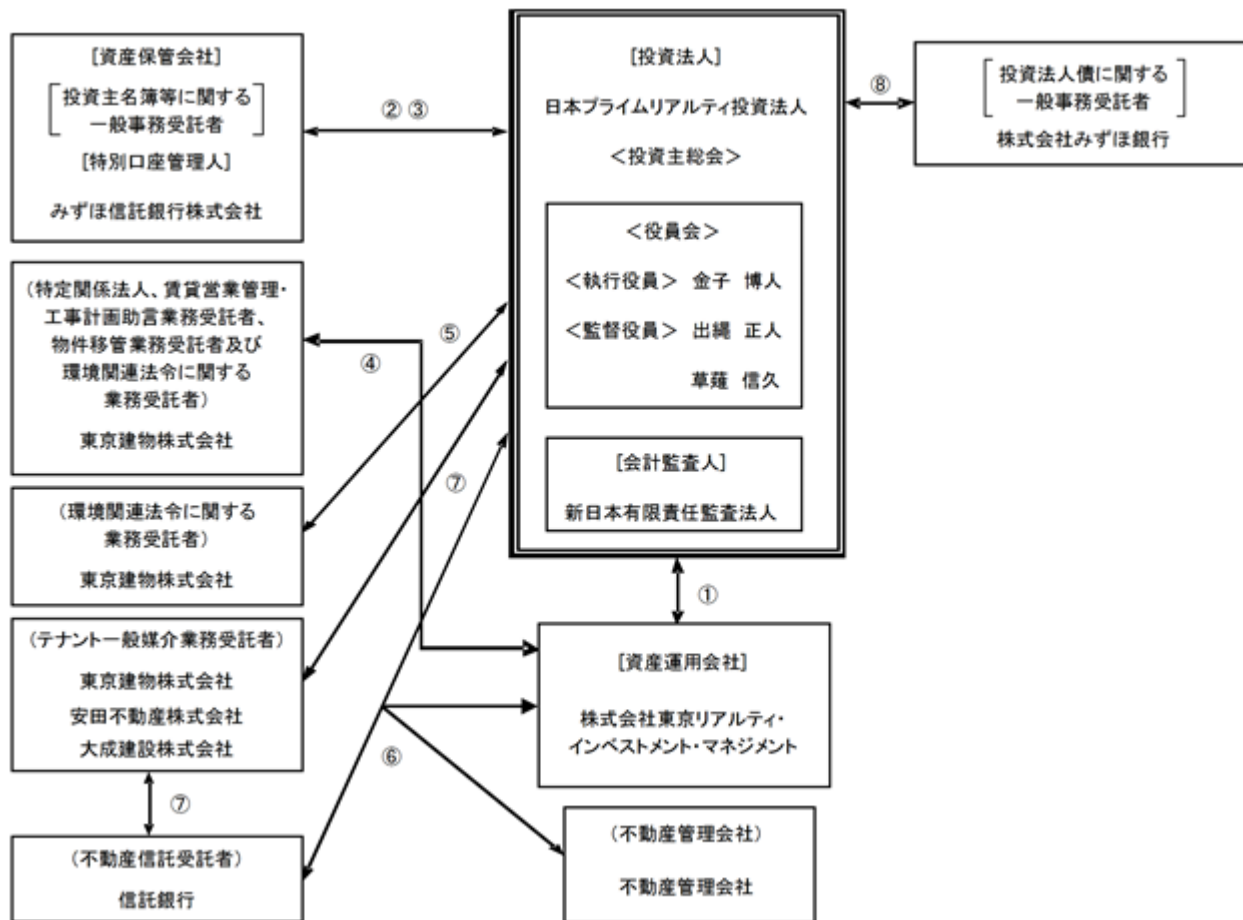 [資産保管会社]
投資主名簿等に関する
一般事務受託者
[特別口座管理人]
みずほ信託銀行株式会社
② ③
[投資法人]
日本プライムリアルティ投資法人
＜投資主総会＞
＜役員会＞
＜執行役員＞ 金子 博人
＜監督役員＞ 出縄 正人
草薙 信久
[会計監査人]
新日本有限責任監査法人
⑧
投資法人債に関する
一般事務受託者
株式会社みずほ銀行
(特定関係法人、賃貸営業管理・
工事計画助言業務受託者、
物件移管業務受託者及び
環境関連法令に関する
業務受託者)
東京建物株式会社
④
⑤
(環境関連法令に関する
業務受託者)
東京建物株式会社
⑦
(テナント一般媒介業務受託者)
東京建物株式会社
安田不動産株式会社
大成建設株式会社
⑦
(不動産信託受託者)
信託銀行
⑥
①
[資産運用会社]
株式会社東京リアルティ・
インベストメント・マネジメント
(不動産管理会社)
不動産管理会社